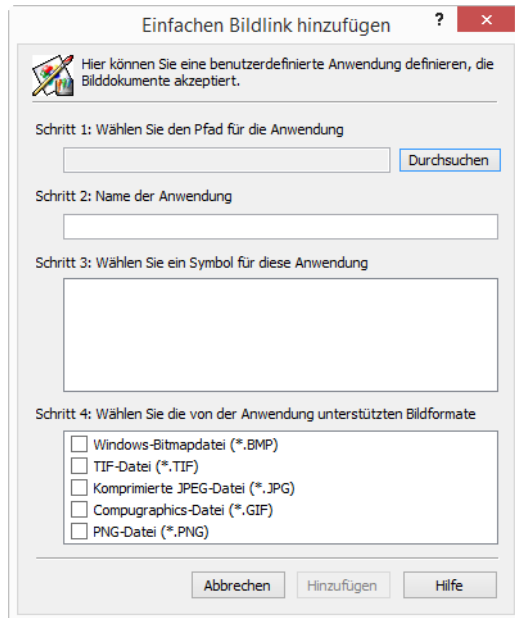 Einfachen Bildlink hinzufügen
?
Hier können Sie eine benutzerdefinierte Anwendung definieren, die
Bilddokumente akzeptiert.
Schritt 1: Wählen Sie den Pfad für die Anwendung
Durchsuchen
Schritt 2: Name der Anwendung
Schritt 3: Wählen Sie ein Symbol für diese Anwendung
Schritt 4: Wählen Sie die von der Anwendung unterstützten Bildformate
Windows-Bitmapdatei (*.BMP)
TIF-Datei (*.TIF)
Komprimierte JPEG-Datei (*.JPG)
Compugraphics-Datei (*.GIF)
PNG-Datei (*.PNG)
Abbrechen Hinzufügen Hilfe